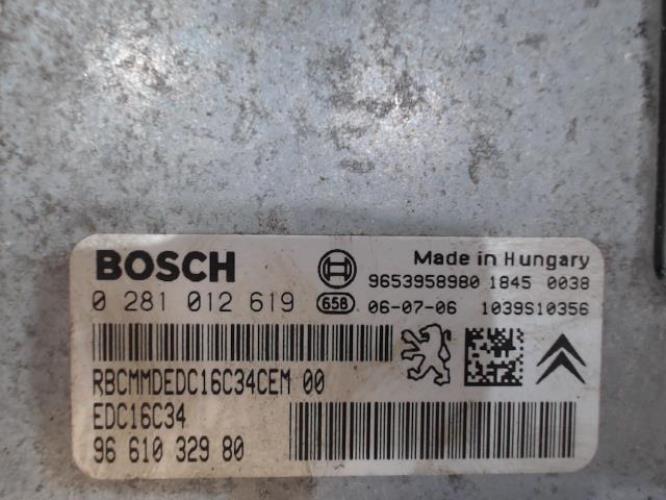 BOSCH
Made in Hungary
9653958980 1845 0038
0 281 012 619
658 06-07-06 1039S10356
RBCMMDEDC16C34CEM 00
EDC16C34
96 610 329 80